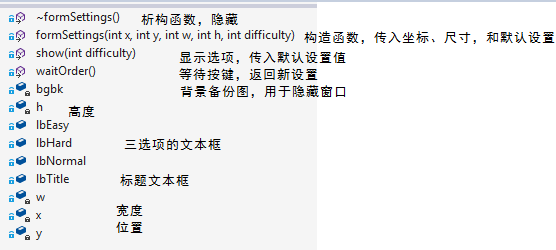 ~formSettings() 析构函数，隐藏
formSettings(int x, int y, int w, int h, int difficulty) 构造函数，传入坐标、尺寸，和默认设置
show(int difficulty) 显示选项，传入默认设置值
waitOrder() 等待按键，返回新设置
bgbk 背景备份图，用于隐藏窗口
h 高度
lbEasy
lbHard 三选项的文本框
lbNormal
lbTitle 标题文本框
w 宽度
x 位置
y